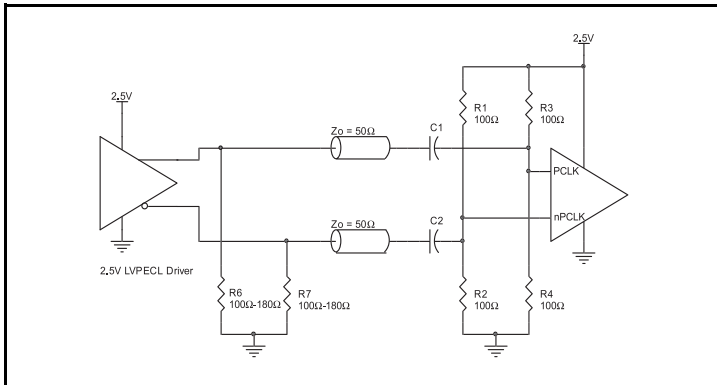 2.5V
2.5V
R1
100Ω
R3
100Ω
Zo = 50Ω
C1
PCLK
nPCLK
Zo = 50Ω
C2
2.5V LVPECL Driver
R6
100Ω-180Ω
R7
100Ω-180Ω
R2
100Ω
R4
100Ω